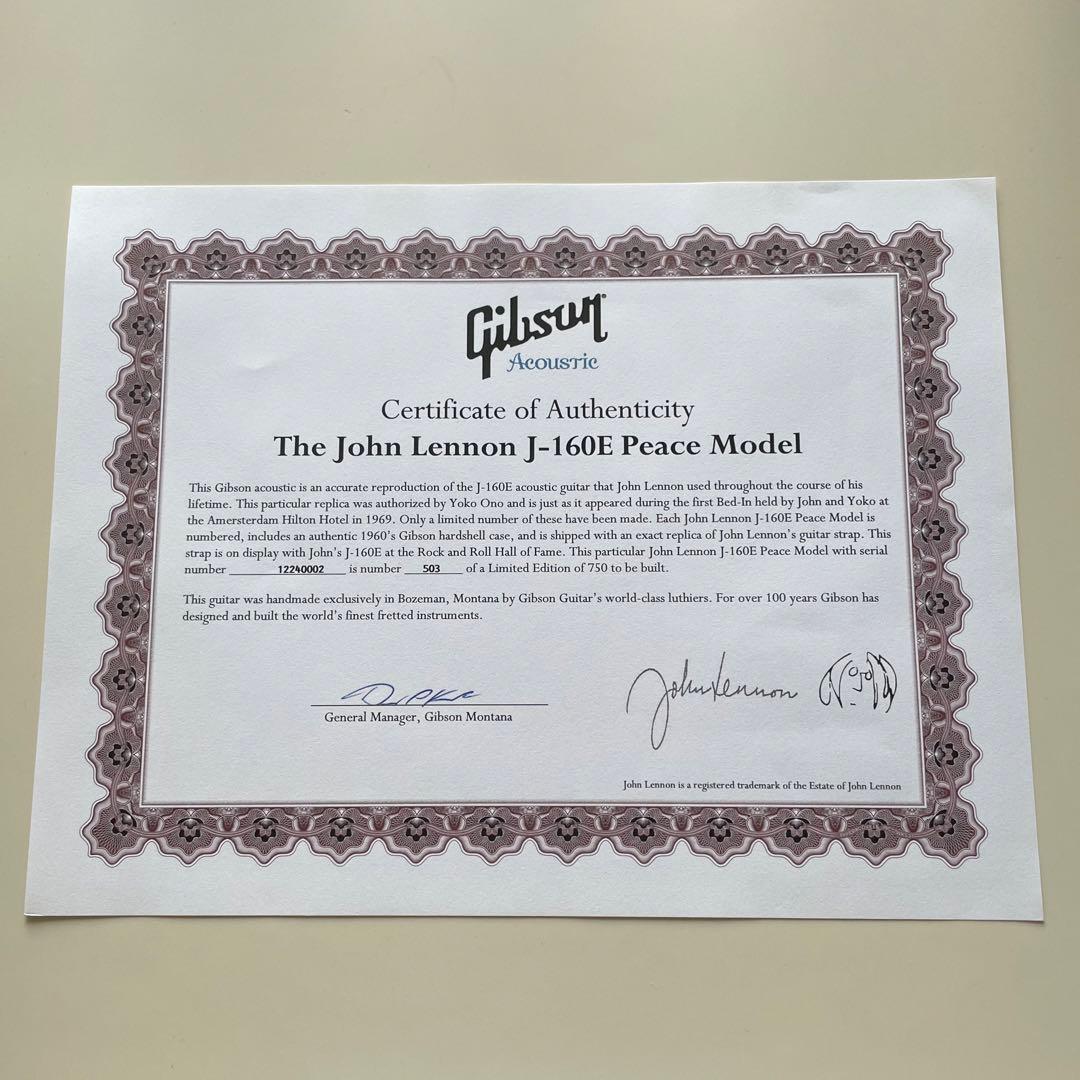 Gibson
Acoustic
Certificate of Authenticity
The John Lennon J-160E Peace Model
This Gibson acoustic is an accurate reproduction of the J-160E acoustic guitar that John Lennon used throughout the course of his
lifetime. This particular replica was authorized by Yoko Ono and is just as it appeared during the first Bed-In held by John and Yoko at
the Amersterdam Hilton Hotel in 1969. Only a limited number of these have been made. Each John Lennon J-160E Peace Model is
numbered, includes an authentic 1960's Gibson hardshell case, and is shipped with an exact replica of John Lennon's guitar strap. This
strap is on display with John's J-160E at the Rock and Roll Hall of Fame. This particular John Lennon J-160E Peace Model with serial
number 12240002 is number 503 of a Limited Edition of 750 to be built.
This guitar was handmade exclusively in Bozeman, Montana by Gibson Guitar's world-class luthiers. For over 100 years Gibson has
designed and built the world's finest fretted instruments.
John Lennon
General Manager, Gibson Montana
John Lennon is a registered trademark of the Estate of John Lennon